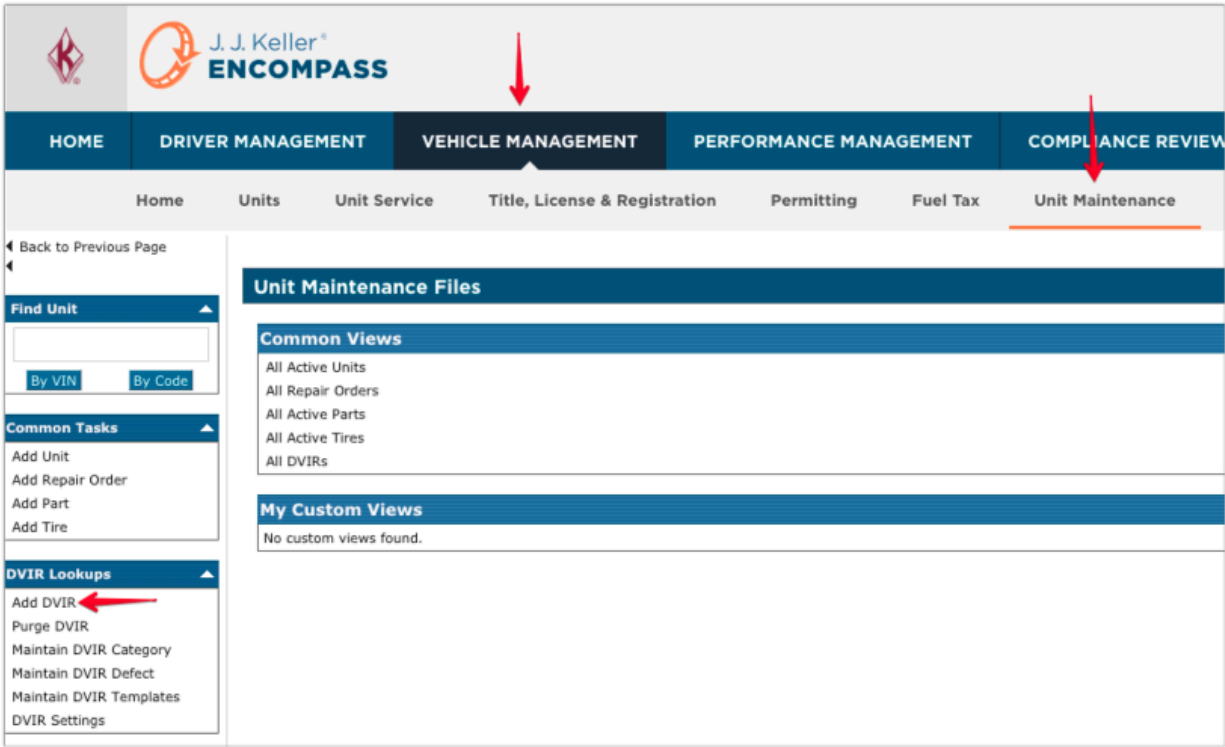 J. J. Keller®
ENCOMPASS
HOME DRIVER MANAGEMENT VEHICLE MANAGEMENT PERFORMANCE MANAGEMENT COMPLIANCE REVIEW
Home Units Unit Service Title, License & Registration Permitting Fuel Tax Unit Maintenance
Back to Previous Page
Find Unit
By VIN By Code
Common Tasks
Add Unit
Add Repair Order
Add Part
Add Tire
DVIR Lookups
Add DVIR
Purge DVIR
Maintain DVIR Category
Maintain DVIR Defect
Maintain DVIR Templates
DVIR Settings
Unit Maintenance Files
Common Views
All Active Units
All Repair Orders
All Active Parts
All Active Tires
All DVIRs
My Custom Views
No custom views found.